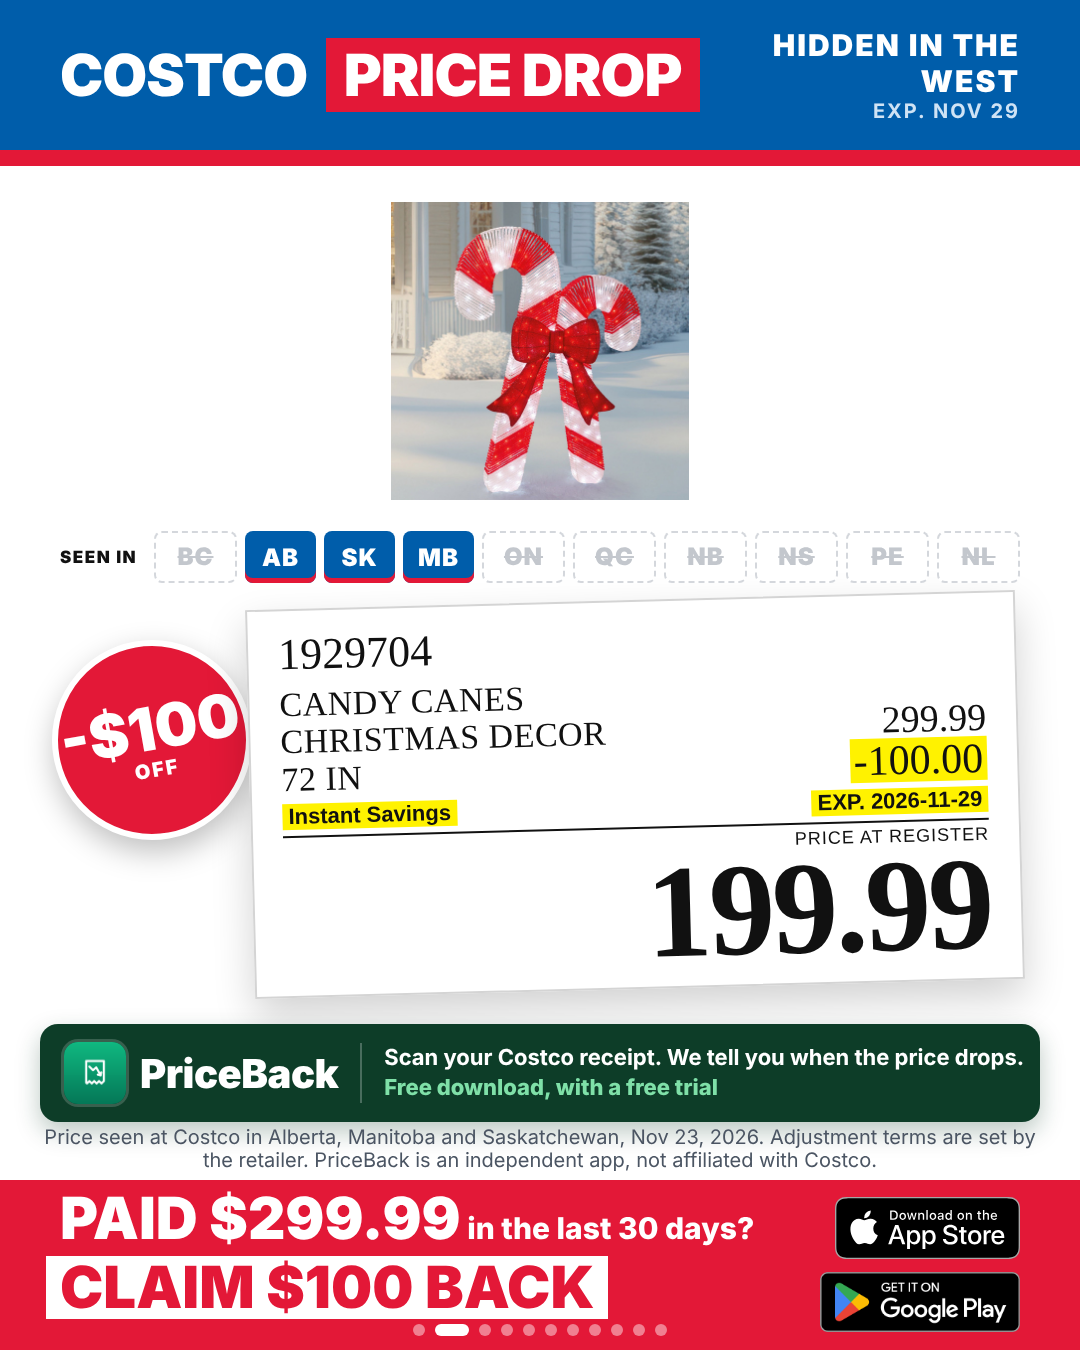 COSTCO PRICE DROP
HIDDEN IN THE
WEST
EXP. NOV 29
SEEN IN BC AB SK MB ON QC NB NS PE NL
-$100
OFF
1929704
CANDY CANES
CHRISTMAS DECOR
72 IN
Instant Savings
299.99
-100.00
EXP. 2026-11-29
PRICE AT REGISTER
199.99
PriceBack
Scan your Costco receipt. We tell you when the price drops.
Free download, with a free trial
Price seen at Costco in Alberta, Manitoba and Saskatchewan, Nov 23, 2026. Adjustment terms are set by
the retailer. PriceBack is an independent app, not affiliated with Costco.
PAID $299.99 in the last 30 days?
CLAIM $100 BACK
Download on the
App Store
GET IT ON
Google Play